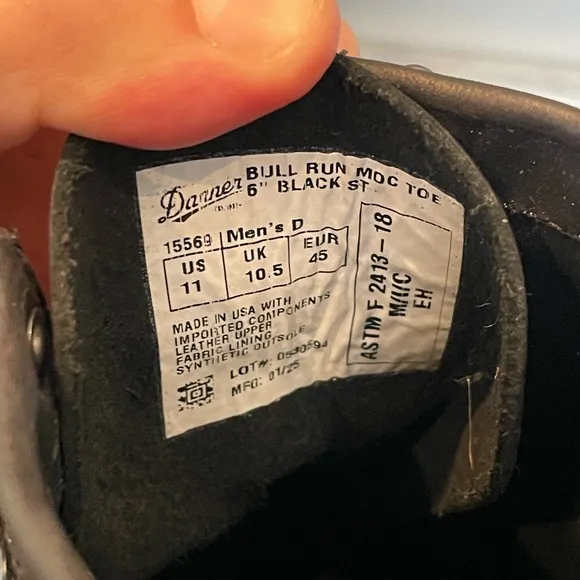 Danner
BULL RUN MOC TOE
6" BLACK ST
15569 Men's D
US UK EUR
11 10.5 45
MADE IN USA WITH
IMPORTED COMPONENTS
LEATHER UPPER
FABRIC LINING
SYNTHETIC OUTSOLE
LOT#: 0530594
MFG: 01/25
ASTM F 2413-18
M/I/C
EH